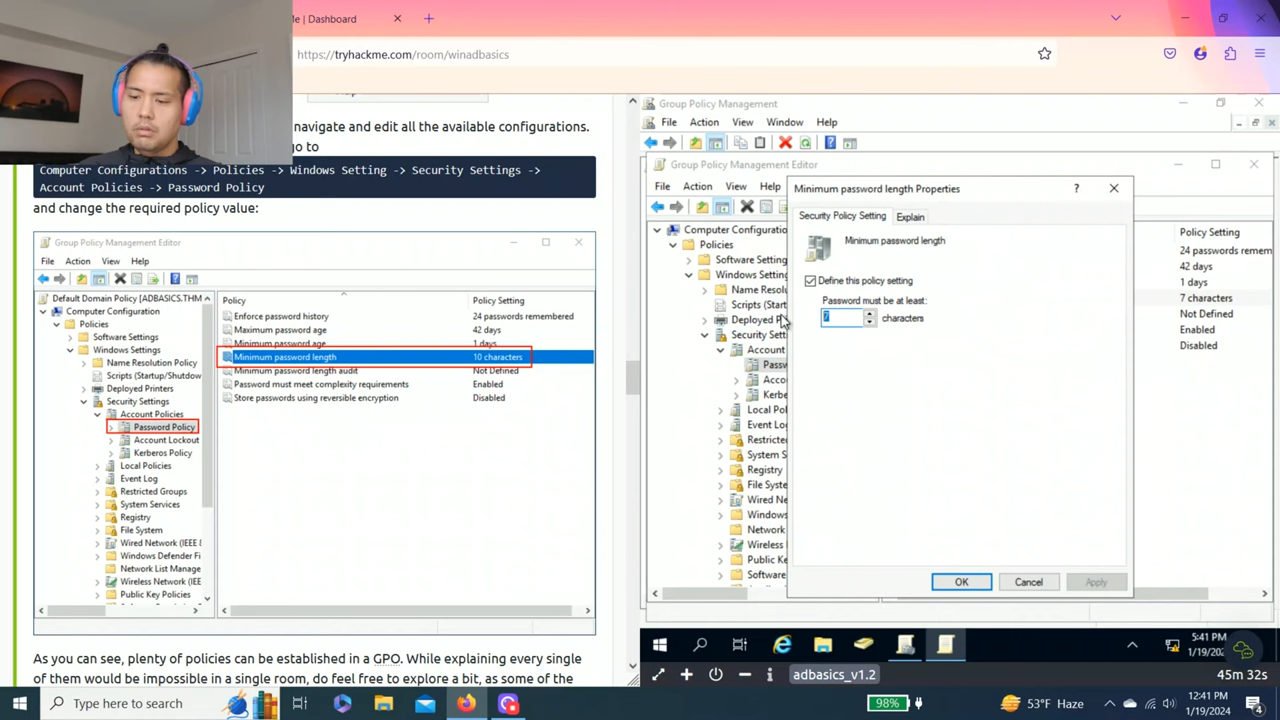 Me | Dashboard
https://tryhackme.com/room/winadbasics
navigate and edit all the available configurations.
go to
Computer Configurations -> Policies -> Windows Setting -> Security Settings ->
Account Policies -> Password Policy
and change the required policy value:
Group Policy Management Editor
File Action View Help
Default Domain Policy [ADBASICS.THM
Computer Configuration
Policies
Software Settings
Windows Settings
Name Resolution Policy
Scripts (Startup/Shutdow
Deployed Printers
Security Settings
Account Policies
Password Policy
Account Lockout
Kerberos Policy
Local Policies
Event Log
Restricted Groups
System Services
Registry
File System
Wired Network (IEEE 8
Windows Defender Fi
Network List Manage
Wireless Network (IEE
Public Key Policies
Policy Policy Setting
Enforce password history 24 passwords remembered
Maximum password age 42 days
Minimum password age 1 days
Minimum password length 10 characters
Minimum password length audit Not Defined
Password must meet complexity requirements Enabled
Store passwords using reversible encryption Disabled
As you can see, plenty of policies can be established in a GPO. While explaining every single
of them would be impossible in a single room, do feel free to explore a bit, as some of the
Group Policy Management
File Action View Window Help
Group Policy Management Editor
File Action View Help
Computer Configuratio
Policies
Software Setting
Windows Setting
Name Resolu
Scripts (Start
Deployed P
Security Sett
Account
Passw
Acco
Kerbe
Local Pol
Event Log
Restricted
System S
Registry
File Syste
Wired Ne
Windows
Network
Wireless
Public Ke
Software
Minimum password length Properties
?
Security Policy Setting Explain
Minimum password length
Define this policy setting
Password must be at least:
7 characters
OK Cancel Apply
Policy Setting
24 passwords remem
42 days
1 days
7 characters
Not Defined
Enabled
Disabled
5:41 PM
1/19/202
adbasics_v1.2
45m 32s
Type here to search
98%
53°F Haze
12:41 PM
1/19/2024
4